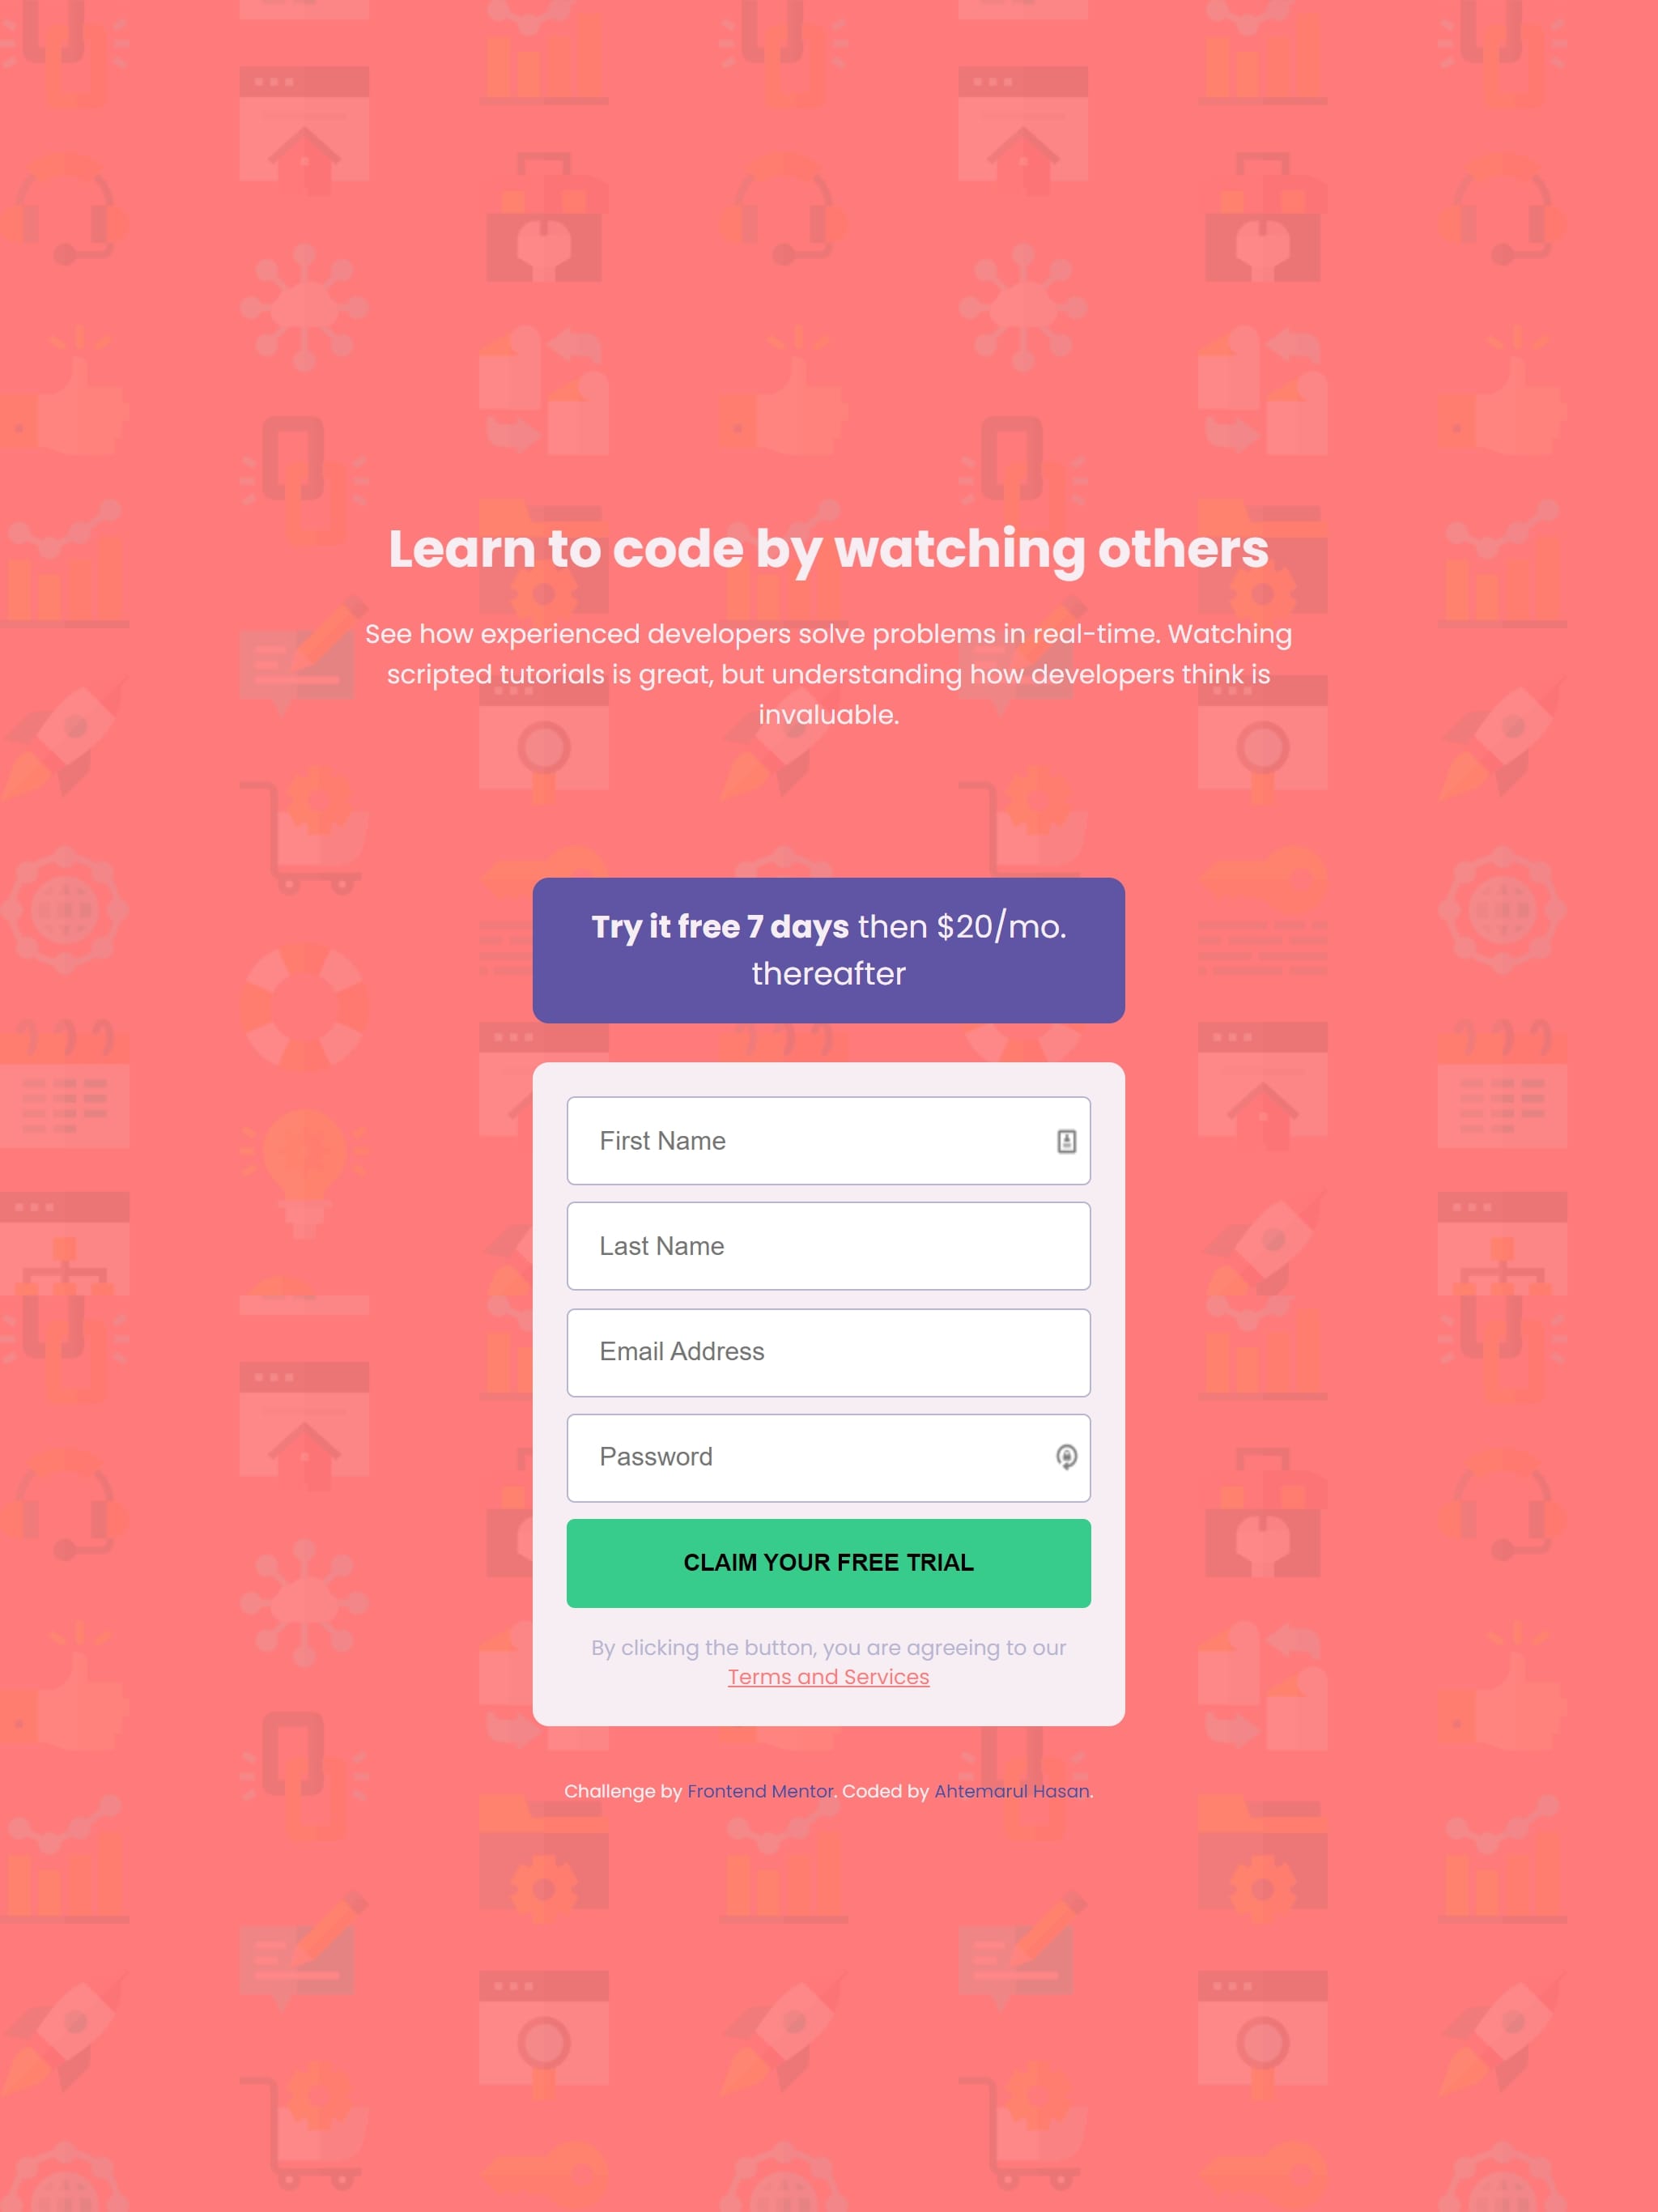 Learn to code by watching others
See how experienced developers solve problems in real-time. Watching
scripted tutorials is great, but understanding how developers think is
invaluable.
Try it free 7 days then $20/mo.
thereafter
First Name
Last Name
Email Address
Password
CLAIM YOUR FREE TRIAL
By clicking the button, you are agreeing to our
Terms and Services
Challenge by Frontend Mentor. Coded by Ahtemarul Hasan.